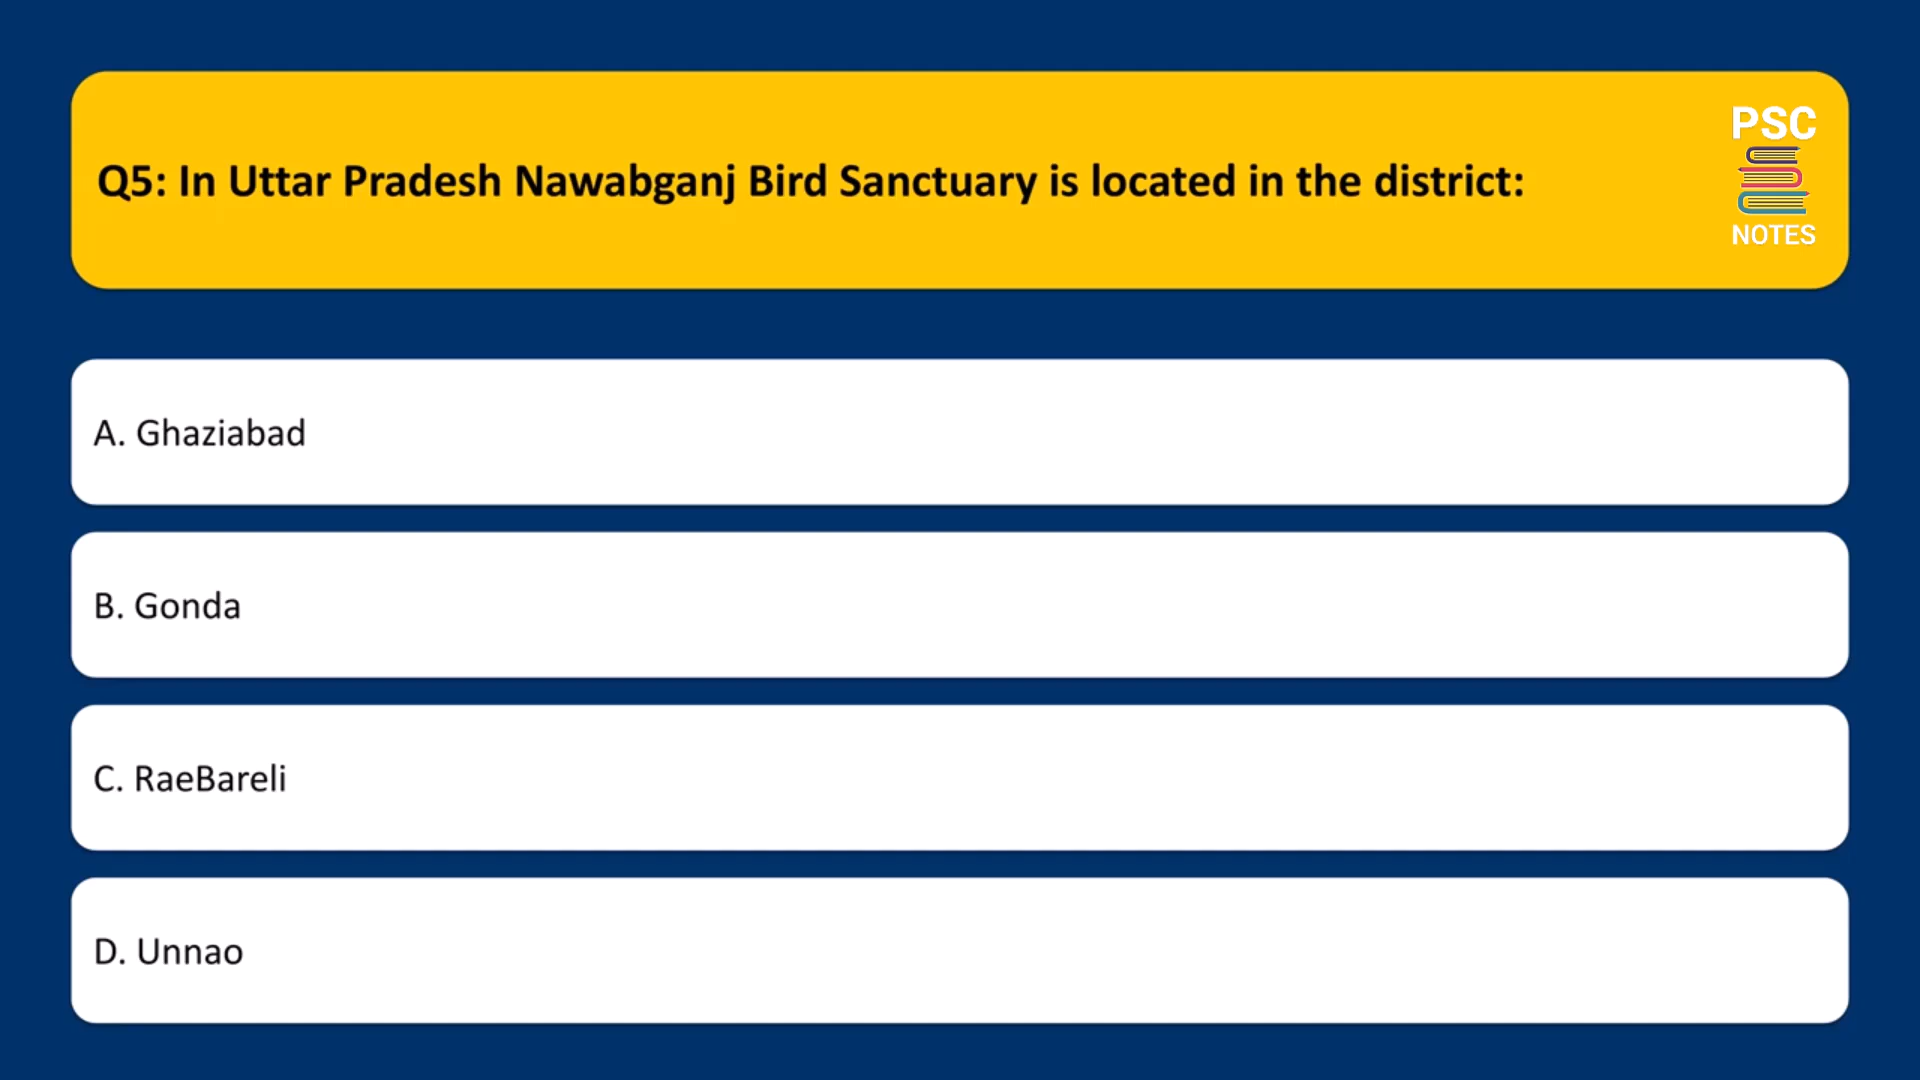 Q5: In Uttar Pradesh Nawabganj Bird Sanctuary is located in the district:
PSC
NOTES
A. Ghaziabad
B. Gonda
C. RaeBareli
D. Unnao